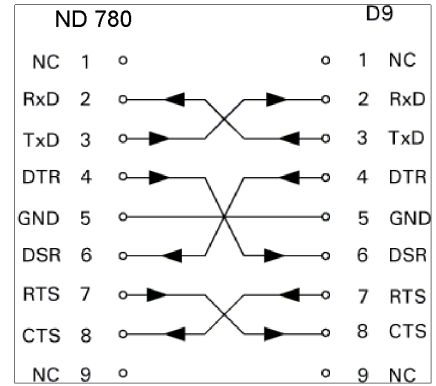 ND 780 D9
NC 1 1 NC
RxD 2 2 RxD
TxD 3 3 TxD
DTR 4 4 DTR
GND 5 5 GND
DSR 6 6 DSR
RTS 7 7 RTS
CTS 8 8 CTS
NC 9 9 NC